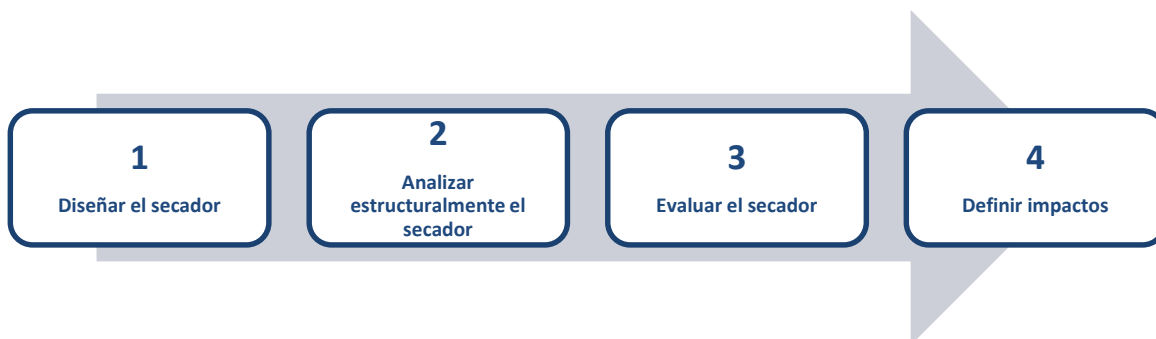 1
Diseñar el secador
2
Analizar
estructuralmente el
secador
3
Evaluar el secador
4
Definir impactos